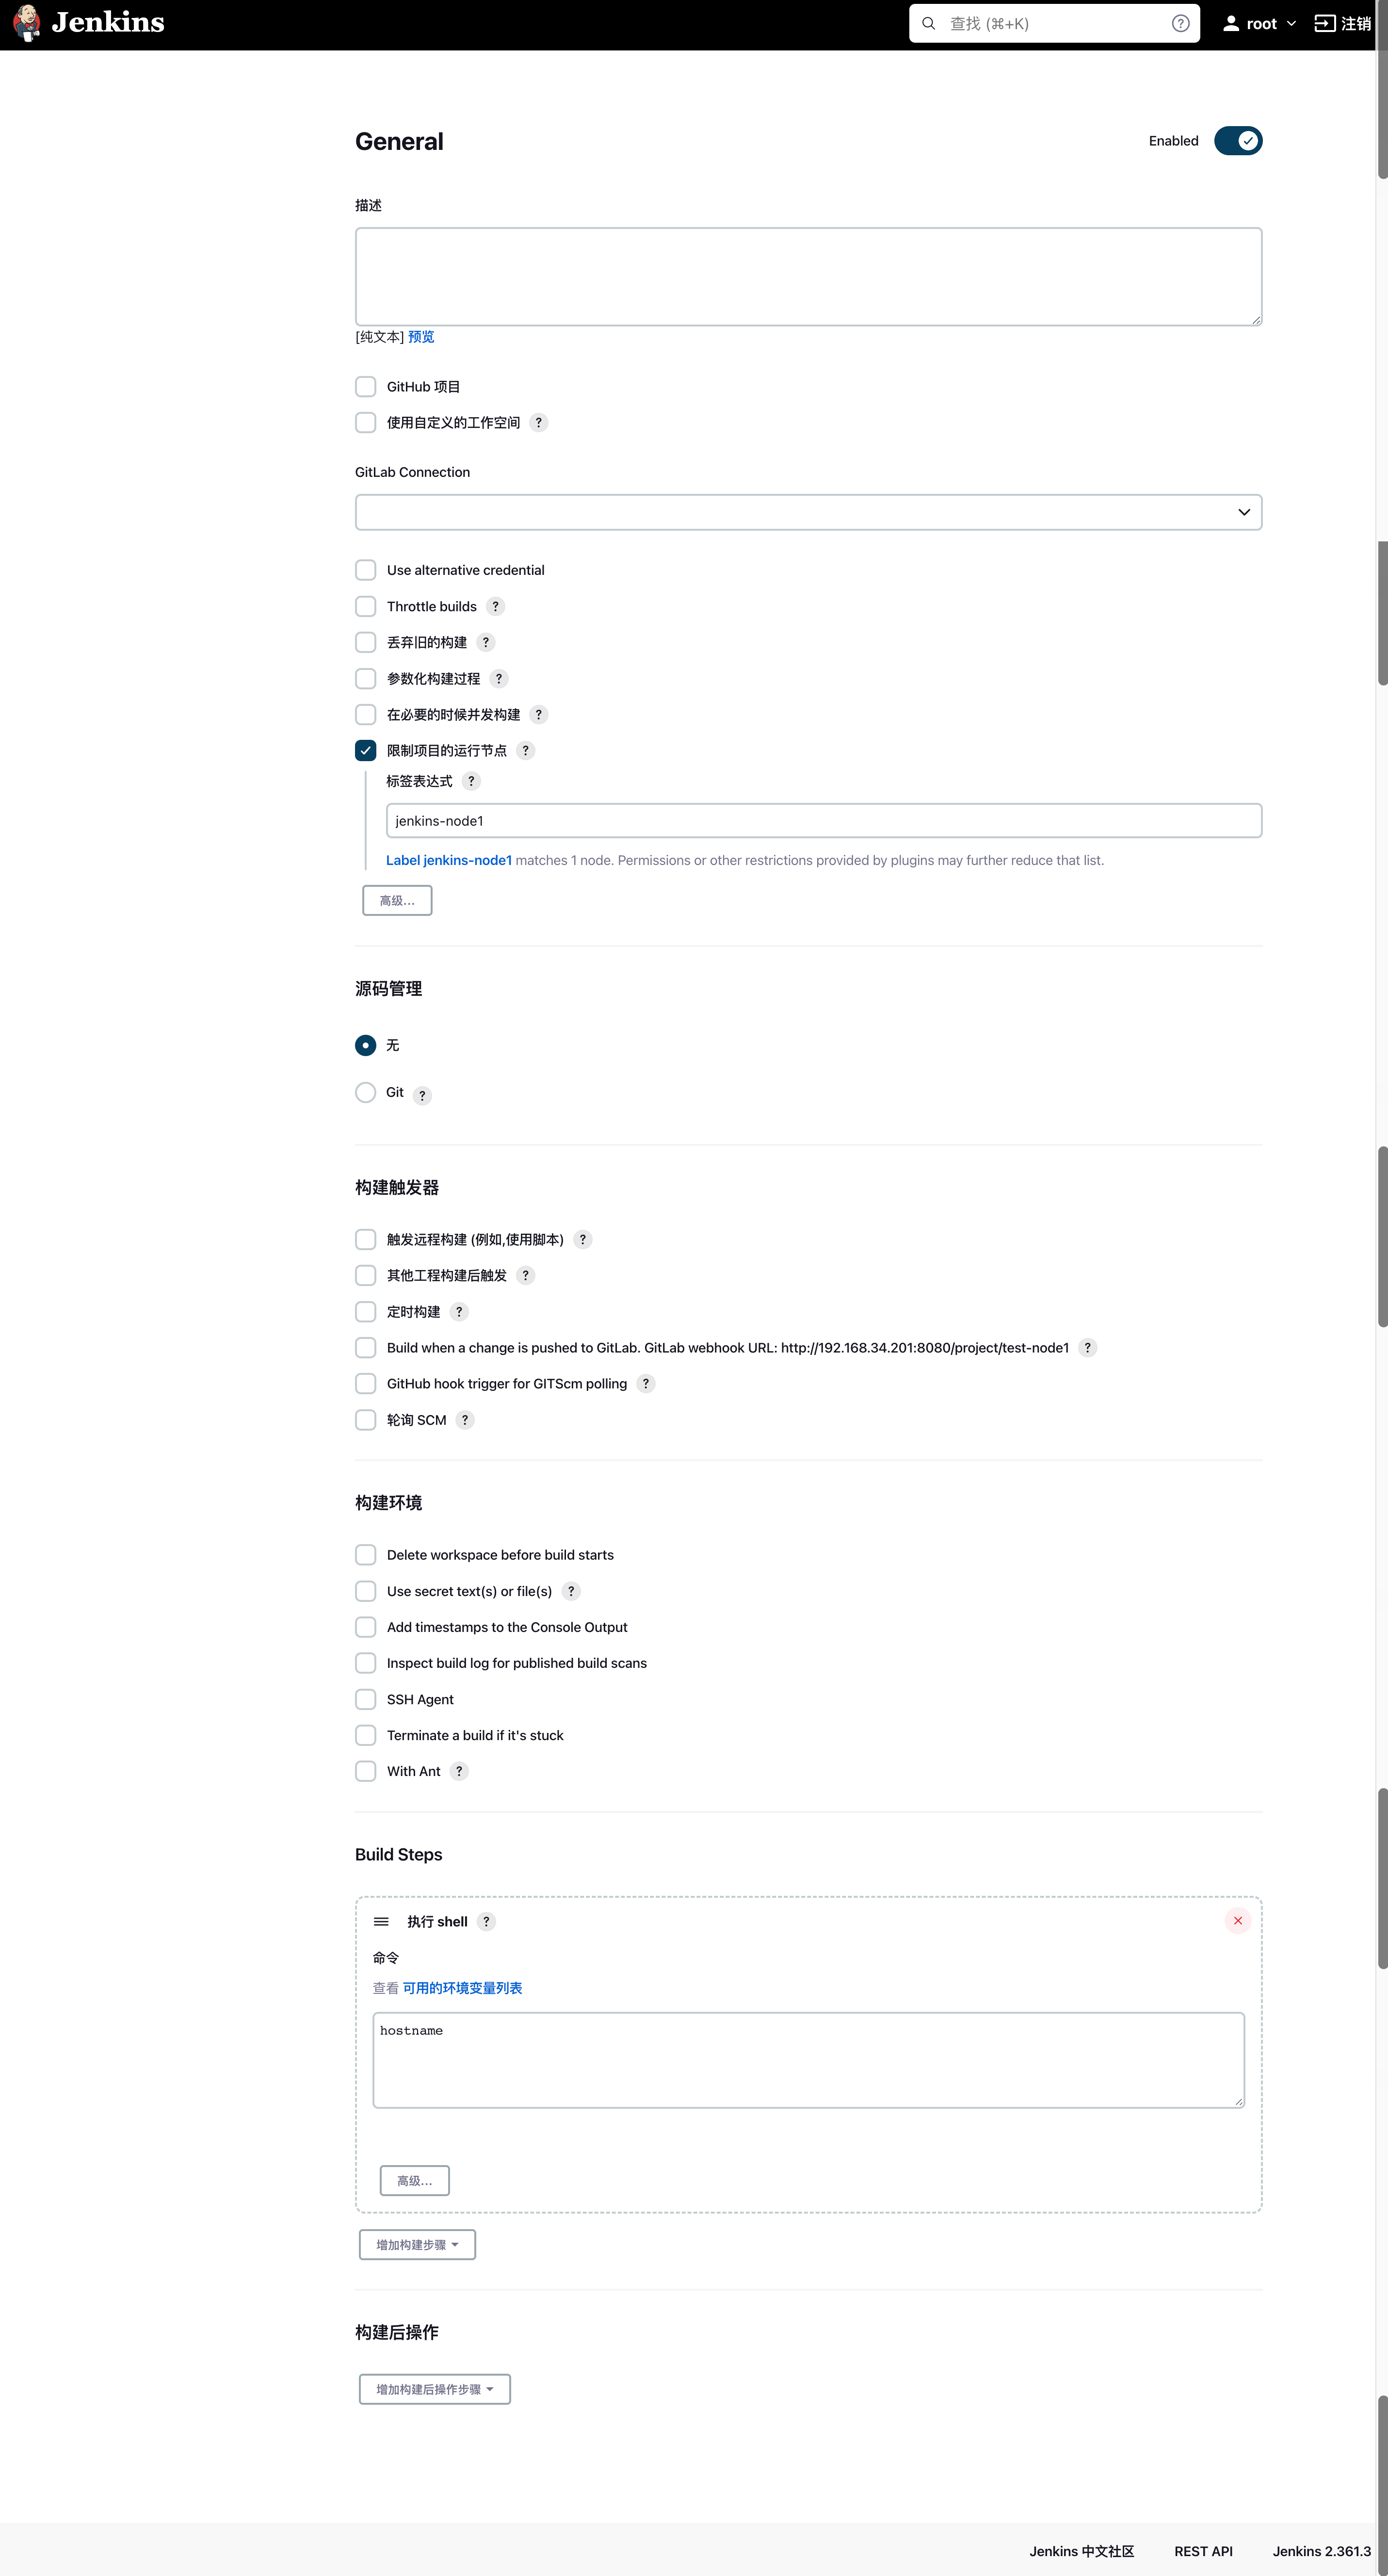 Jenkins
查找 (⌘+K)
?
root
注销
General
Enabled
描述
[纯文本] 预览
GitHub 项目
使用自定义的工作空间 ?
GitLab Connection
Use alternative credential
Throttle builds ?
丢弃旧的构建 ?
参数化构建过程 ?
在必要的时候并发构建 ?
限制项目的运行节点 ?
标签表达式 ?
jenkins-node1
Label jenkins-node1 matches 1 node. Permissions or other restrictions provided by plugins may further reduce that list.
高级...
源码管理
无
Git ?
构建触发器
触发远程构建 (例如,使用脚本) ?
其他工程构建后触发 ?
定时构建 ?
Build when a change is pushed to GitLab. GitLab webhook URL: http://192.168.34.201:8080/project/test-node1 ?
GitHub hook trigger for GITScm polling ?
轮询 SCM ?
构建环境
Delete workspace before build starts
Use secret text(s) or file(s) ?
Add timestamps to the Console Output
Inspect build log for published build scans
SSH Agent
Terminate a build if it's stuck
With Ant ?
Build Steps
执行 shell ?
命令
查看 可用的环境变量列表
hostname
高级...
增加构建步骤
构建后操作
增加构建后操作步骤
Jenkins 中文社区
REST API
Jenkins 2.361.3